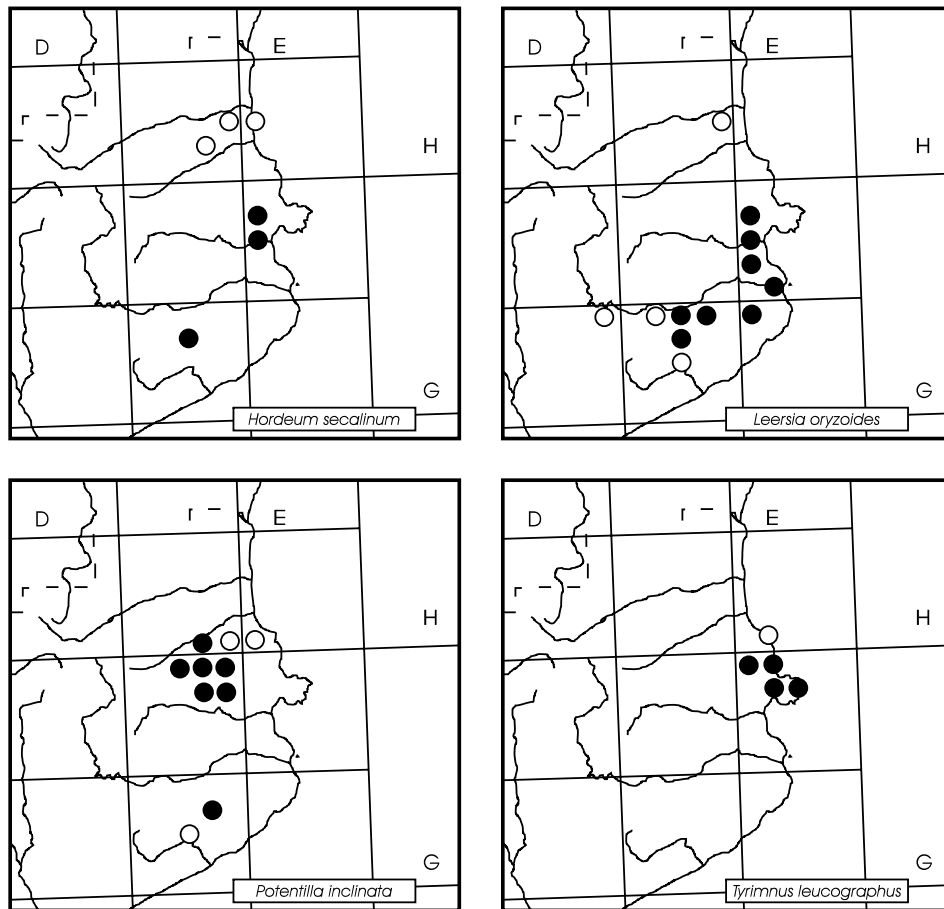 D E
H
G
Hordeum secalinum
D E
H
G
Leersia oryzoides
D E
H
G
Potentilla inclinata
D E
H
G
Tyrimnus leucographus